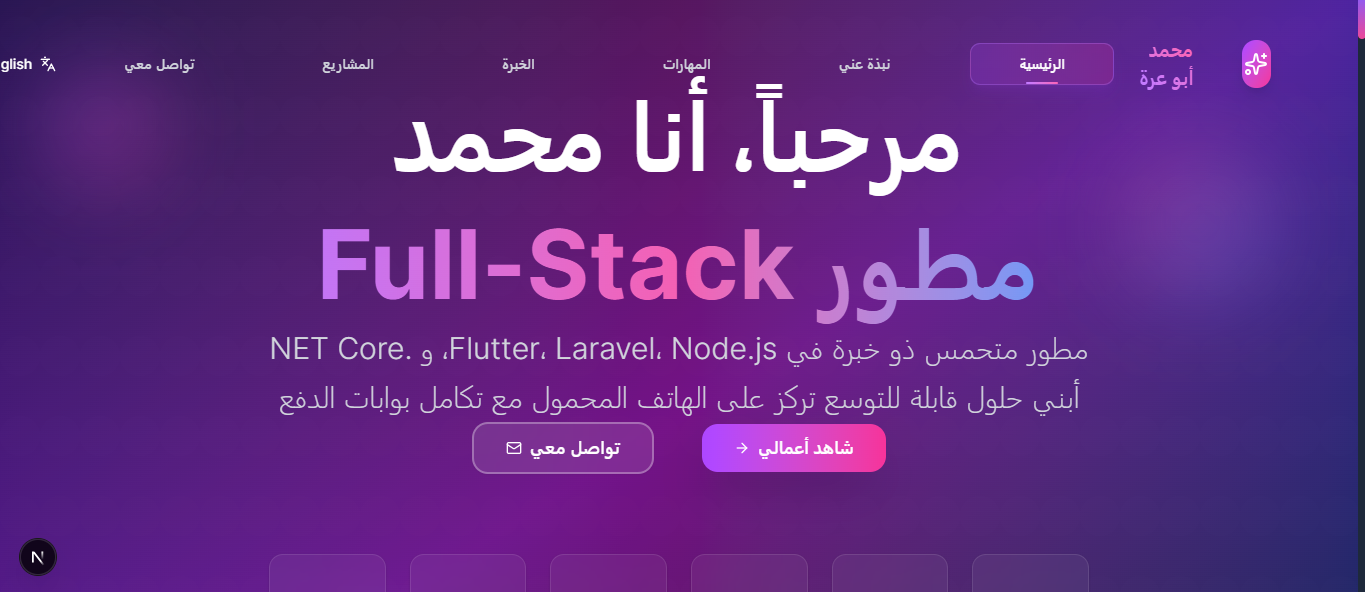 محمد
أبو عرة
الرئيسية
نبذة عني
المهارات
الخبرة
المشاريع
تواصل معي
glish
مرحباً، أنا محمد
مطور Full-Stack
مطور متحمس ذو خبرة في Flutter، Laravel، Node.js، و .NET Core
أبني حلول قابلة للتوسع تركز على الهاتف المحمول مع تكامل بوابات الدفع
شاهد أعمالي
تواصل معي
N